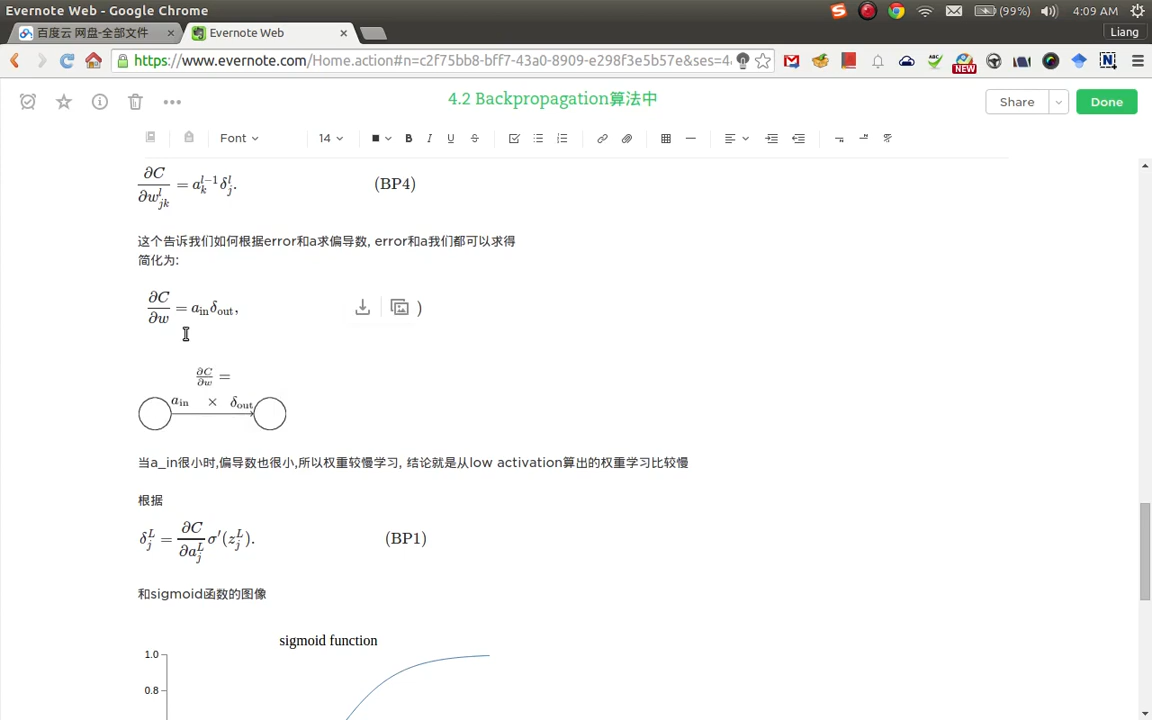 Evernote Web - Google Chrome
(99%)
4:09 AM
百度云 网盘-全部文件
Evernote Web
Liang
https://www.evernote.com/Home.action#n=c2f75bb8-bff7-43a0-8909-e298f3e5b57e&ses=4
NEW
4.2 Backpropagation算法中
Share
Done
Font
14
B I U S
∂C/∂w^l_{jk} = a^{l−1}_k δ^l_j. (BP4)
这个告诉我们如何根据error和a求偏导数, error和a我们都可以求得
简化为:
∂C/∂w = a_in δ_out, )
∂C/∂w =
a_in × δ_out
当a_in很小时,偏导数也很小,所以权重较慢学习, 结论就是从low activation算出的权重学习比较慢
根据
δ^L_j = ∂C/∂a^L_j σ′(z^L_j). (BP1)
和sigmoid函数的图像
sigmoid function
1.0
0.8